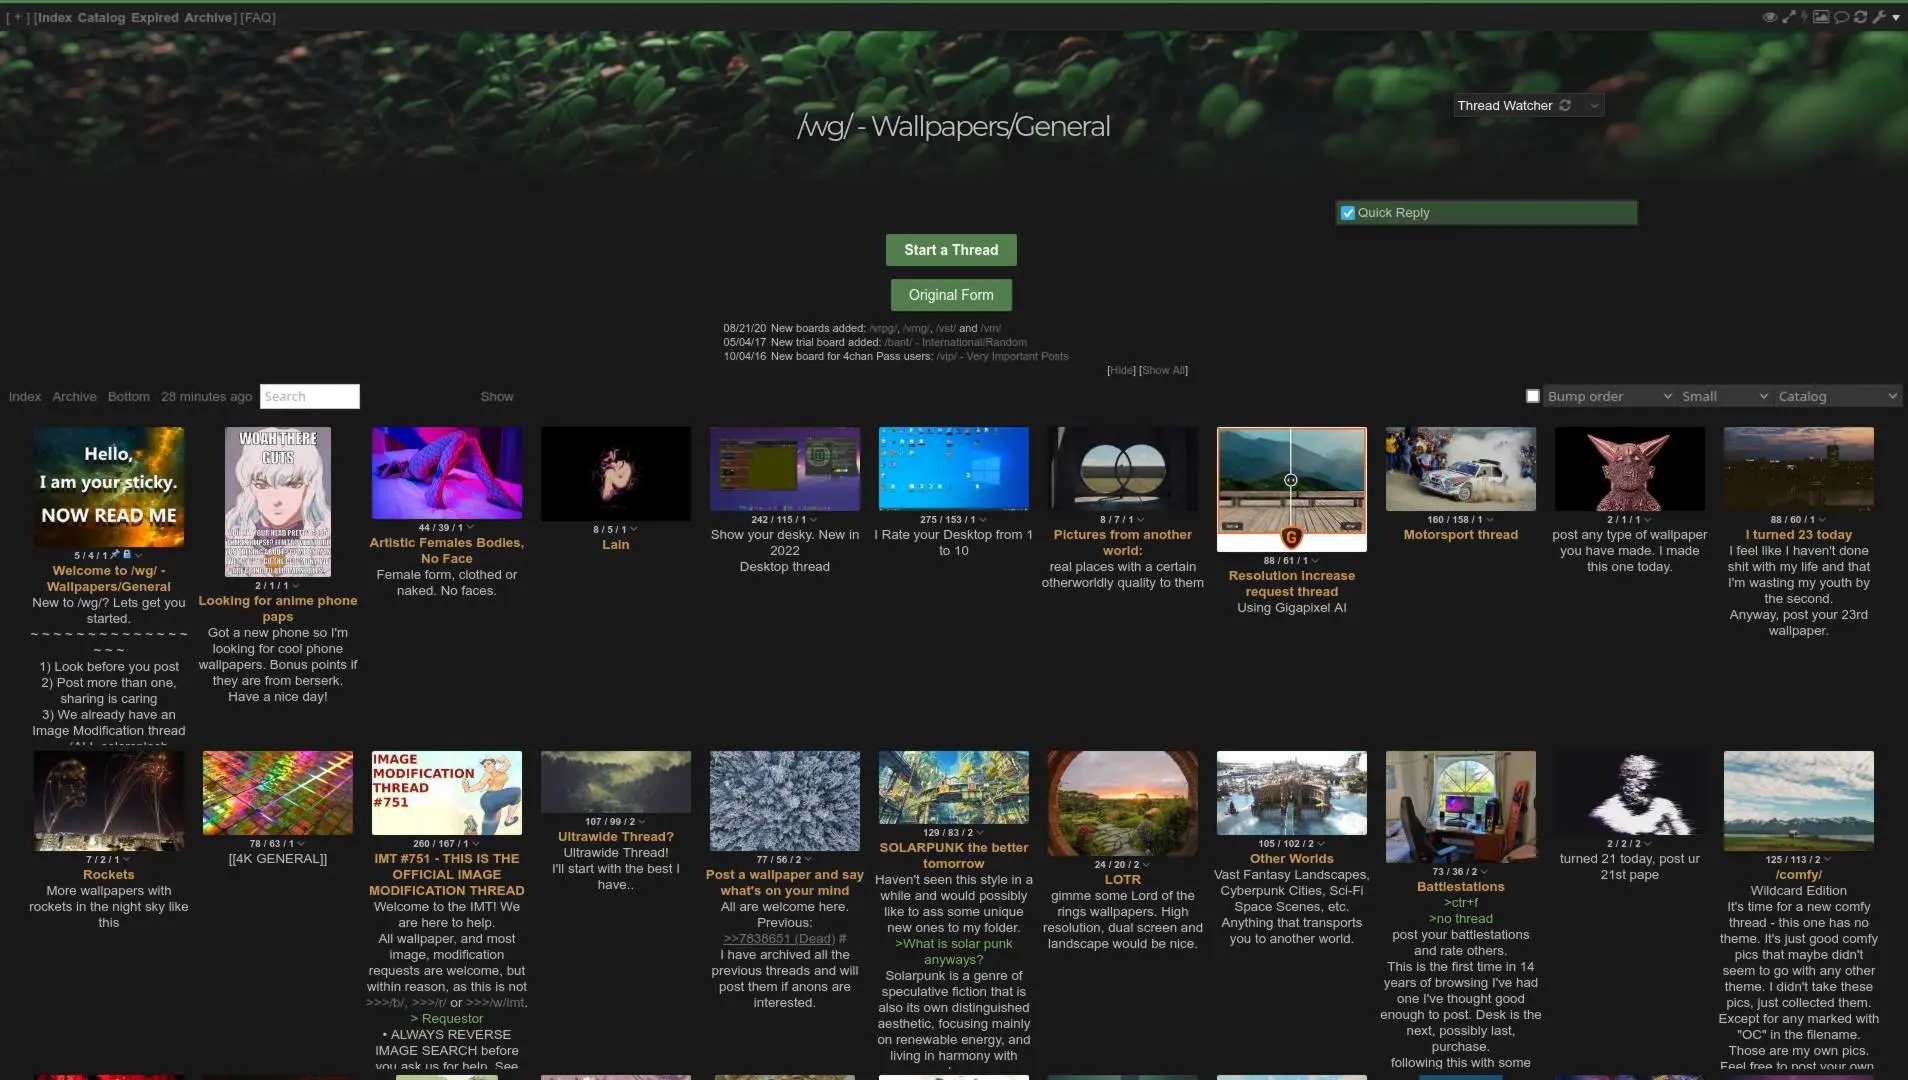 [ + ] [Index Catalog Expired Archive] [FAQ]
/wg/ - Wallpapers/General
Thread Watcher
Quick Reply
Start a Thread
Original Form
08/21/20 New boards added: /vrpg/, /vmg/, /vst/ and /vm/
05/04/17 New trial board added: /bant/ - International/Random
10/04/16 New board for 4chan Pass users: /vip/ - Very Important Posts
[Hide] [Show All]
Index Archive Bottom 28 minutes ago Search Show
Bump order Small Catalog
Hello,
I am your sticky.
NOW READ ME
5 / 4 / 1
Welcome to /wg/ -
Wallpapers/General
New to /wg/? Lets get you
started.
~ ~ ~ ~ ~ ~ ~ ~ ~ ~ ~ ~ ~ ~
~ ~ ~
1) Look before you post
2) Post more than one,
sharing is caring
3) We already have an
Image Modification thread
WOAH THERE
GUTS
2 / 1 / 1
Looking for anime phone
paps
Got a new phone so I'm
looking for cool phone
wallpapers. Bonus points if
they are from berserk.
Have a nice day!
44 / 39 / 1
Artistic Females Bodies,
No Face
Female form, clothed or
naked. No faces.
8 / 5 / 1
Lain
242 / 115 / 1
Show your desky. New in
2022
Desktop thread
275 / 153 / 1
I Rate your Desktop from 1
to 10
8 / 7 / 1
Pictures from another
world:
real places with a certain
otherworldly quality to them
G
88 / 61 / 1
Resolution increase
request thread
Using Gigapixel AI
160 / 158 / 1
Motorsport thread
2 / 1 / 1
post any type of wallpaper
you have made. I made
this one today.
88 / 60 / 1
I turned 23 today
I feel like I haven't done
shit with my life and that
I'm wasting my youth by
the second.
Anyway, post your 23rd
wallpaper.
7 / 2 / 1
Rockets
More wallpapers with
rockets in the night sky like
this
78 / 63 / 1
[[4K GENERAL]]
IMAGE
MODIFICATION
THREAD
#751
260 / 167 / 1
IMT #751 - THIS IS THE
OFFICIAL IMAGE
MODIFICATION THREAD
Welcome to the IMT! We
are here to help.
All wallpaper, and most
image, modification
requests are welcome, but
within reason, as this is not
>>>/b/, >>>/r/ or >>>/w/imt.
> Requestor
• ALWAYS REVERSE
IMAGE SEARCH before
you ask us for help. See
107 / 99 / 2
Ultrawide Thread?
Ultrawide Thread!
I'll start with the best I
have..
77 / 56 / 2
Post a wallpaper and say
what's on your mind
All are welcome here.
Previous:
>>7838651 (Dead) #
I have archived all the
previous threads and will
post them if anons are
interested.
129 / 83 / 2
SOLARPUNK the better
tomorrow
Haven't seen this style in a
while and would possibly
like to ass some unique
new ones to my folder.
>What is solar punk
anyways?
Solarpunk is a genre of
speculative fiction that is
also its own distinguished
aesthetic, focusing mainly
on renewable energy, and
living in harmony with
24 / 20 / 2
LOTR
gimme some Lord of the
rings wallpapers. High
resolution, dual screen and
landscape would be nice.
105 / 102 / 2
Other Worlds
Vast Fantasy Landscapes,
Cyberpunk Cities, Sci-Fi
Space Scenes, etc.
Anything that transports
you to another world.
73 / 36 / 2
Battlestations
>ctr+f
>no thread
post your battlestations
and rate others.
This is the first time in 14
years of browsing I've had
one I've thought good
enough to post. Desk is the
next, possibly last,
purchase.
following this with some
2 / 2 / 2
turned 21 today, post ur
21st pape
125 / 113 / 2
/comfy/
Wildcard Edition
It's time for a new comfy
thread - this one has no
theme. It's just good comfy
pics that maybe didn't
seem to go with any other
theme. I didn't take these
pics, just collected them.
Except for any marked with
"OC" in the filename.
Those are my own pics.
Feel free to post your own